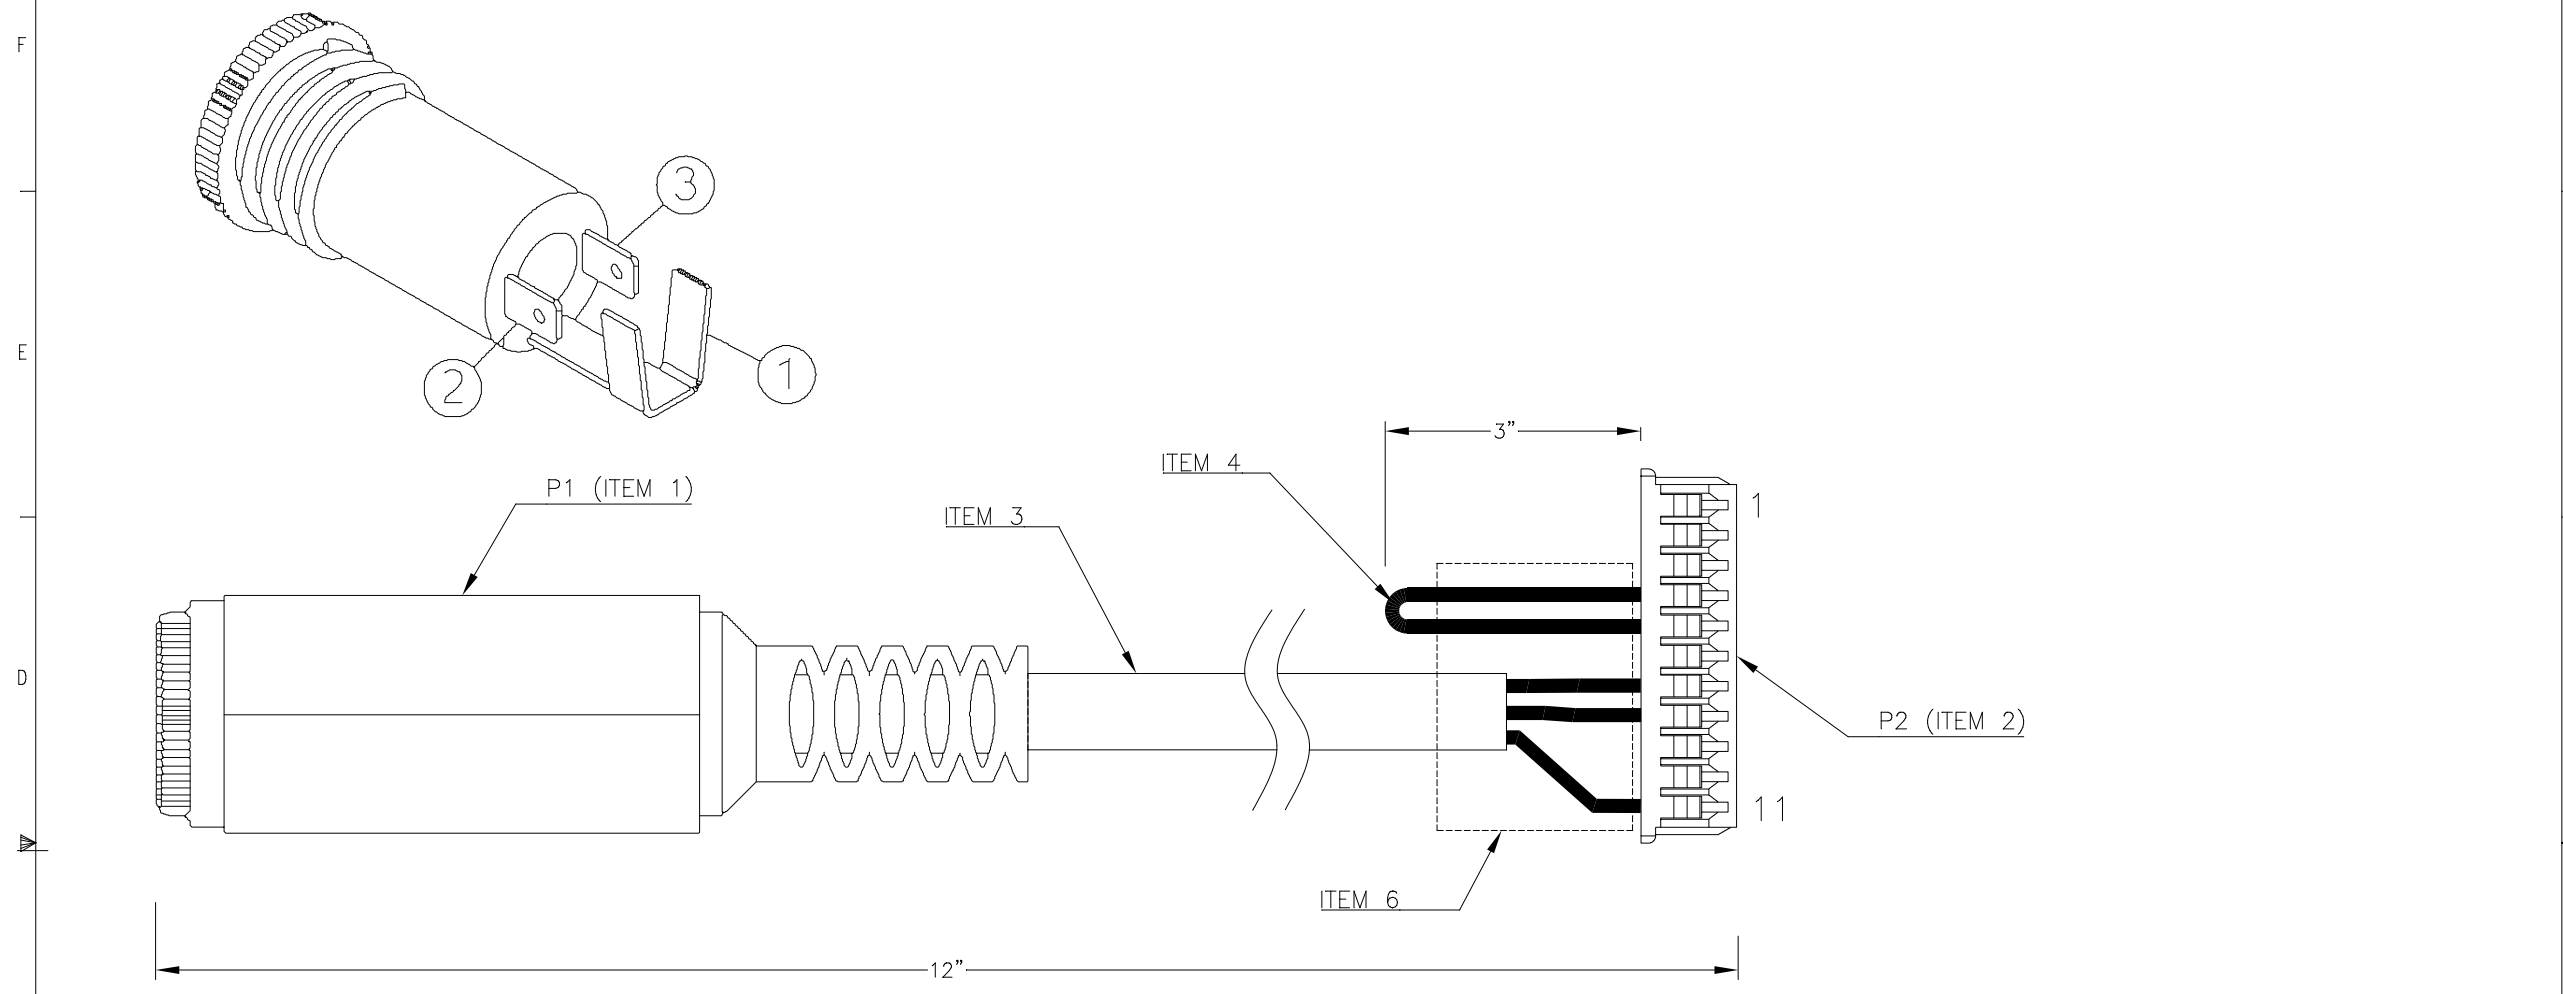 F
3
E
1
2
3"
ITEM 4
P1 (ITEM 1)
1
ITEM 3
D
P2 (ITEM 2)
11
ITEM 6
12"